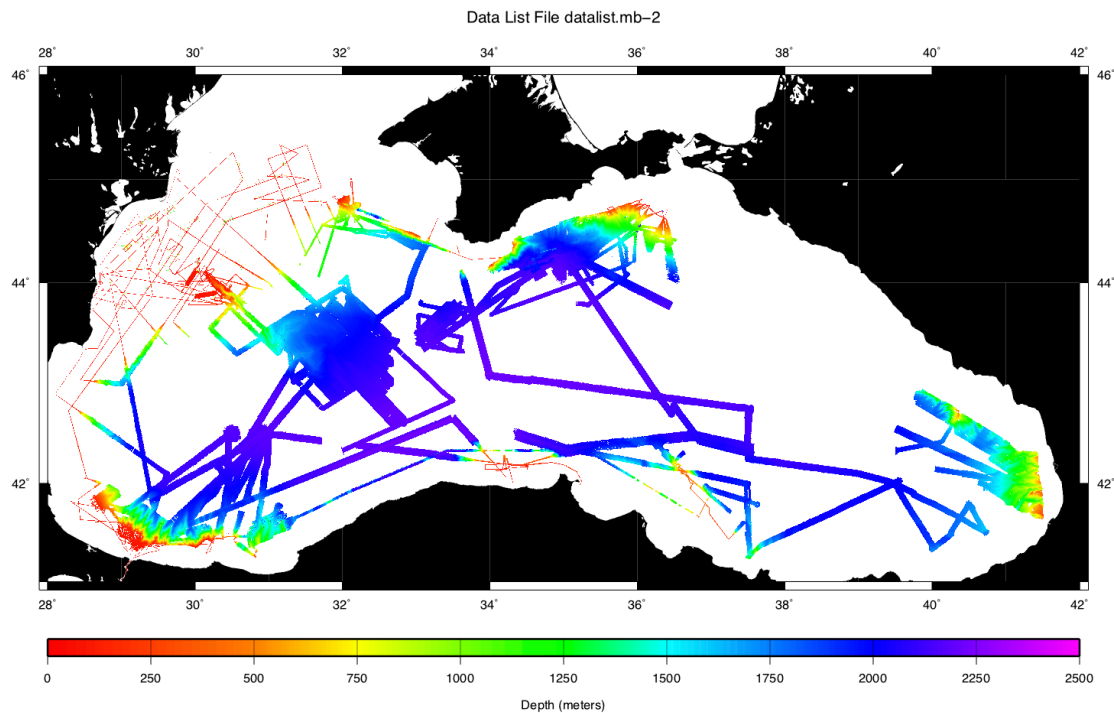 Data List File datalist.mb−2
28° 30° 32° 34° 36° 38° 40° 42°
46° 46°
44° 44°
42° 42°
28° 30° 32° 34° 36° 38° 40° 42°
0 250 500 750 1000 1250 1500 1750 2000 2250 2500
Depth (meters)